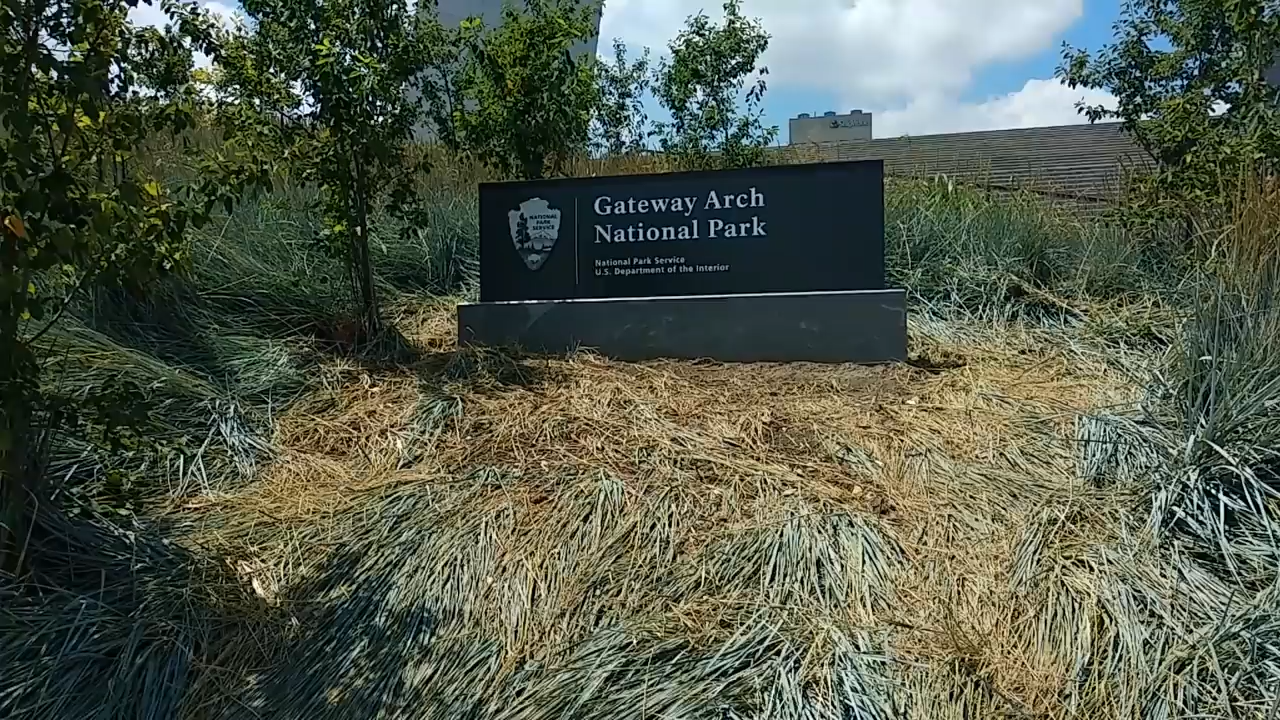 NATIONAL
PARK
SERVICE
Gateway Arch
National Park
National Park Service
U.S. Department of the Interior